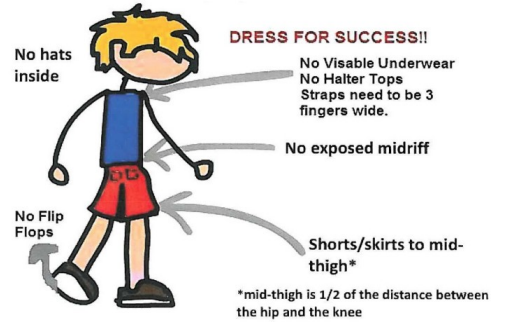 DRESS FOR SUCCESS!!
No hats
inside
No Visable Underwear
No Halter Tops
Straps need to be 3
fingers wide.
No exposed midriff
No Flip
Flops
Shorts/skirts to mid-
thigh*
*mid-thigh is 1/2 of the distance between
the hip and the knee